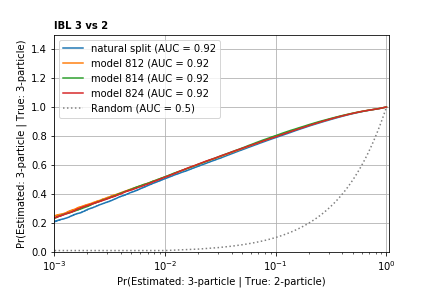 IBL 3 vs 2
Pr(Estimated: 3-particle | True: 3-particle)
1.4
1.2
1.0
0.8
0.6
0.4
0.2
0.0
natural split (AUC = 0.92
model 812 (AUC = 0.92
model 814 (AUC = 0.92
model 824 (AUC = 0.92
Random (AUC = 0.5)
10⁻³ 10⁻² 10⁻¹ 10⁰
Pr(Estimated: 3-particle | True: 2-particle)